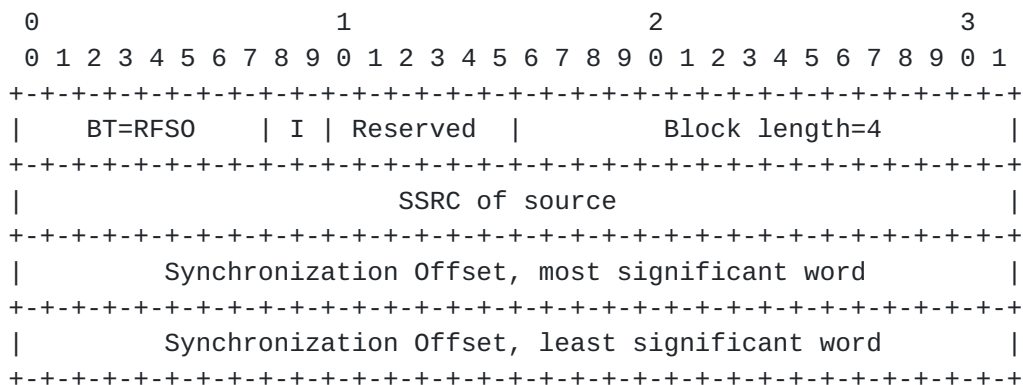 0                   1                   2                   3
 0 1 2 3 4 5 6 7 8 9 0 1 2 3 4 5 6 7 8 9 0 1 2 3 4 5 6 7 8 9 0 1
+-+-+-+-+-+-+-+-+-+-+-+-+-+-+-+-+-+-+-+-+-+-+-+-+-+-+-+-+-+-+-+-+
|    BT=RFSO    | I | Reserved  |         Block length=4        |
+-+-+-+-+-+-+-+-+-+-+-+-+-+-+-+-+-+-+-+-+-+-+-+-+-+-+-+-+-+-+-+-+
|                        SSRC of source                         |
+-+-+-+-+-+-+-+-+-+-+-+-+-+-+-+-+-+-+-+-+-+-+-+-+-+-+-+-+-+-+-+-+
|         Synchronization Offset, most significant word         |
+-+-+-+-+-+-+-+-+-+-+-+-+-+-+-+-+-+-+-+-+-+-+-+-+-+-+-+-+-+-+-+-+
|         Synchronization Offset, least significant word        |
+-+-+-+-+-+-+-+-+-+-+-+-+-+-+-+-+-+-+-+-+-+-+-+-+-+-+-+-+-+-+-+-+